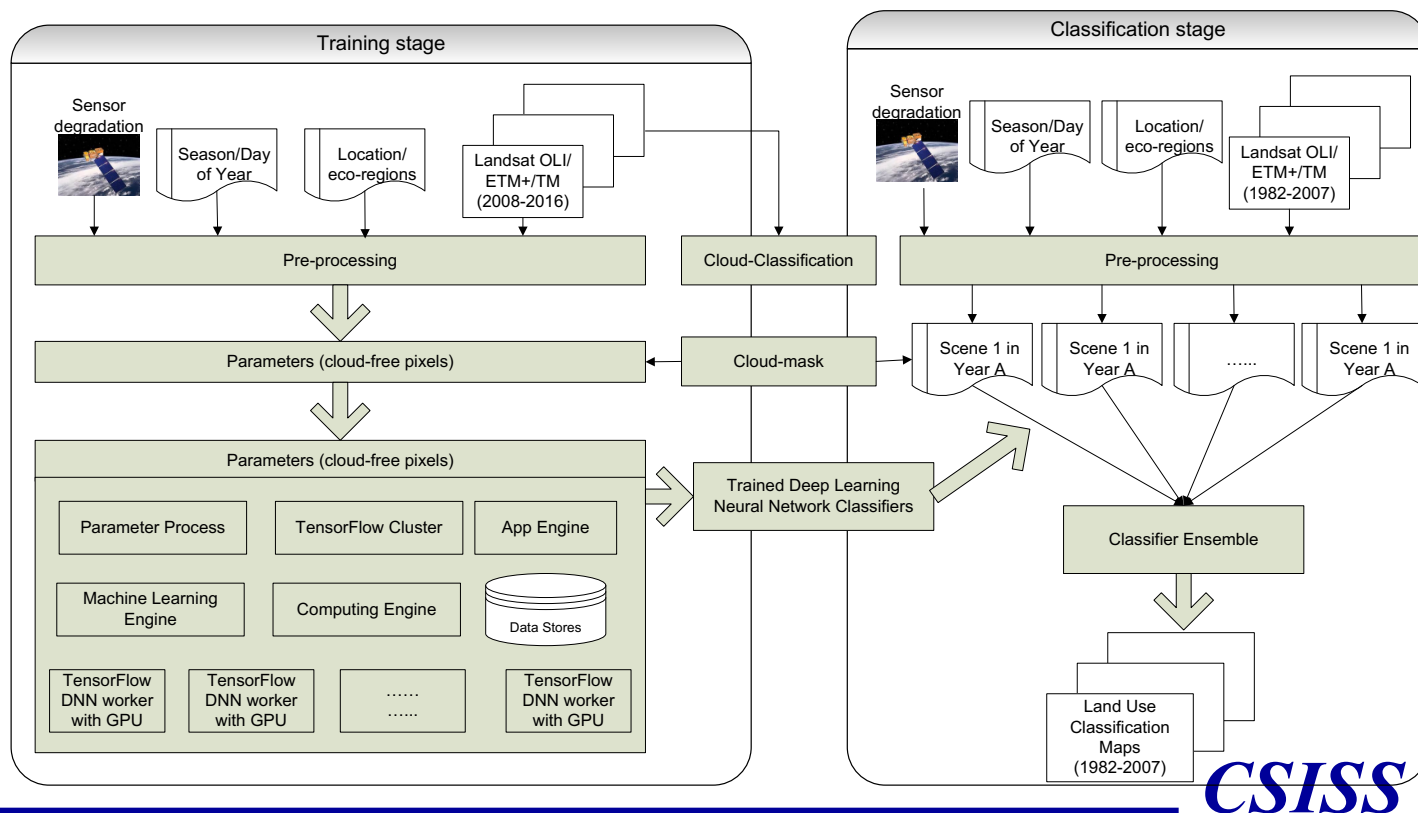 Training stage
Sensor
degradation
Season/Day
of Year
Location/
eco-regions
Landsat OLI/
ETM+/TM
(2008-2016)
Pre-processing
Parameters (cloud-free pixels)
Parameters (cloud-free pixels)
Parameter Process
TensorFlow Cluster
App Engine
Machine Learning
Engine
Computing Engine
Data Stores
TensorFlow
DNN worker
with GPU
TensorFlow
DNN worker
with GPU
……
…...
TensorFlow
DNN worker
with GPU
Cloud-Classification
Cloud-mask
Trained Deep Learning
Neural Network Classifiers
Classification stage
Sensor
degradation
Season/Day
of Year
Location/
eco-regions
Landsat OLI/
ETM+/TM
(1982-2007)
Pre-processing
Scene 1 in
Year A
Scene 1 in
Year A
…...
Scene 1 in
Year A
Classifier Ensemble
Land Use
Classification
Maps
(1982-2007)
CSISS